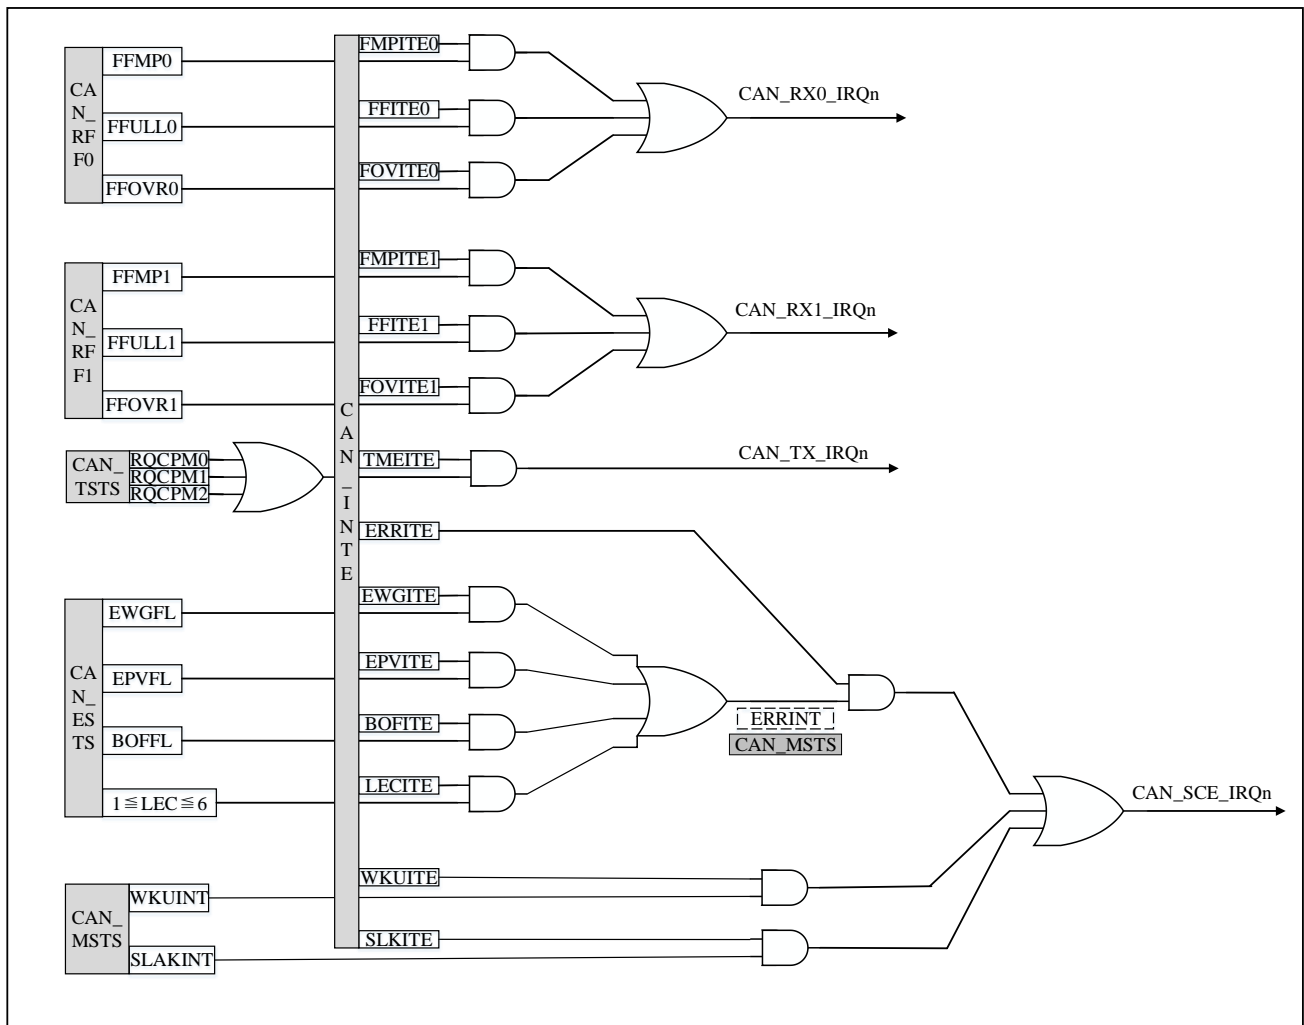 FMPITE0
FFMP0
CAN_RX0_IRQn
CA
N_
RF
F0
FFITE0
FFULL0
FOVITE0
FFOVR0
FMPITE1
FFMP1
CAN_RX1_IRQn
CA
N_
RF
F1
FFITE1
FFULL1
FOVITE1
FFOVR1
C
A
N
_I
N
T
E
CAN_
TSTS
RQCPM0
RQCPM1
RQCPM2
TMEITE
CAN_TX_IRQn
ERRITE
EWGITE
EWGFL
CA
N_
ES
TS
EPVITE
EPVFL
BOFITE
BOFFL
ERRINT
CAN_MSTS
LECITE
1≦LEC≦6
CAN_SCE_IRQn
WKUITE
WKUINT
CAN_
MSTS
SLKITE
SLAKINT